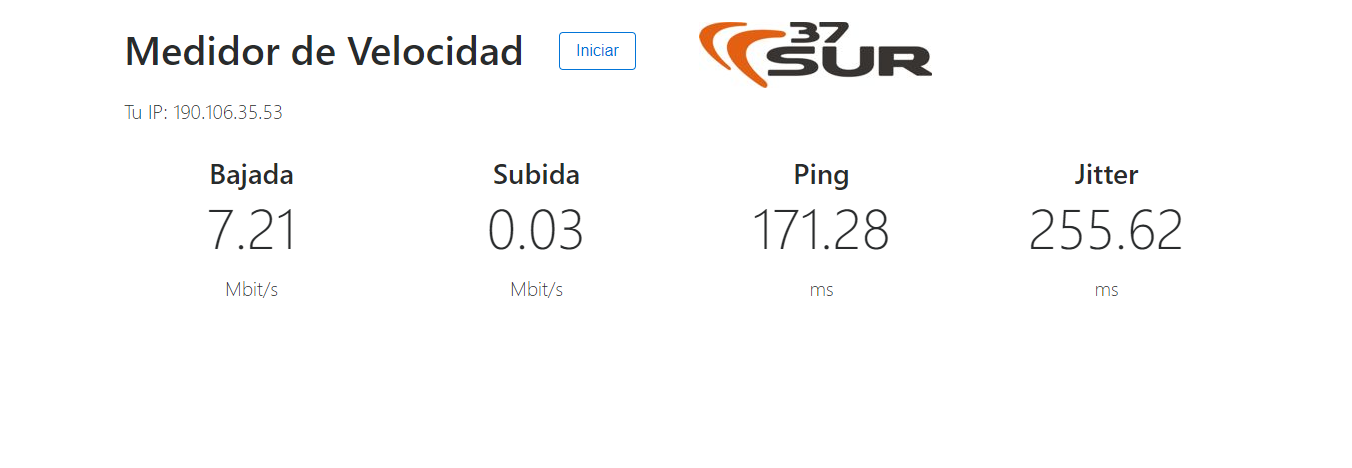 Medidor de Velocidad
Iniciar
37
SUR
Tu IP: 190.106.35.53
Bajada
Subida
Ping
Jitter
7.21
0.03
171.28
255.62
Mbit/s
Mbit/s
ms
ms